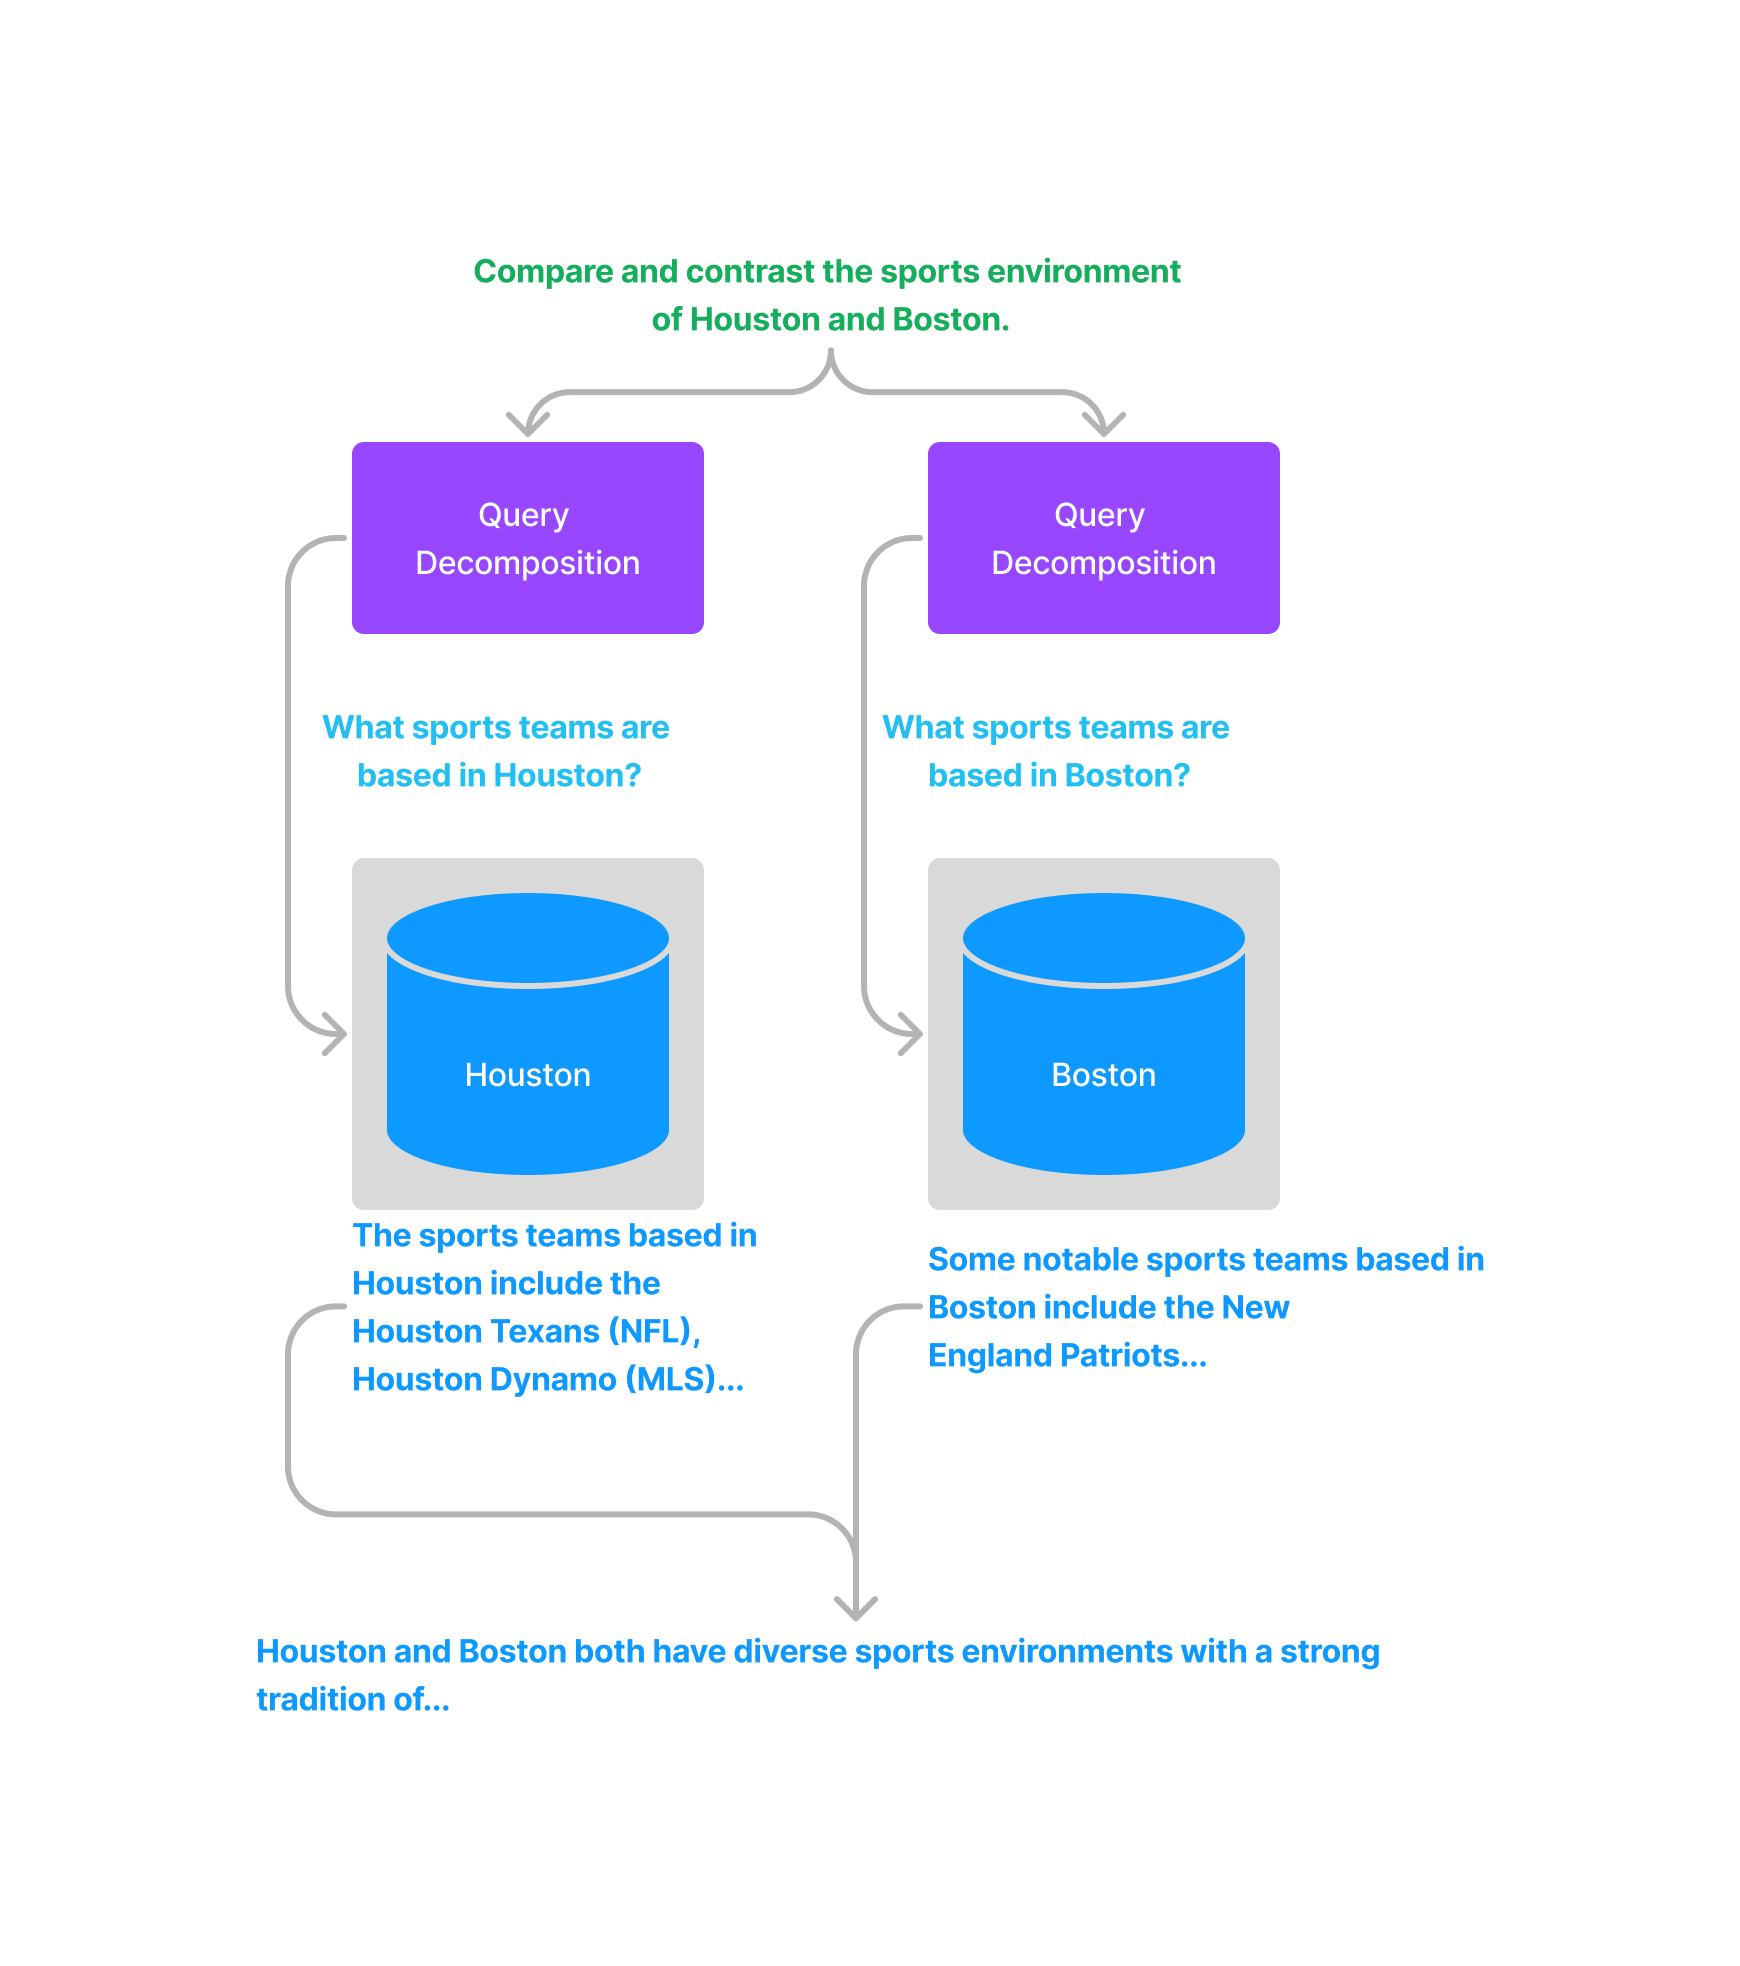 Compare and contrast the sports environment
of Houston and Boston.
Query
Decomposition
Query
Decomposition
What sports teams are
based in Houston?
What sports teams are
based in Boston?
Houston
Boston
The sports teams based in
Houston include the
Houston Texans (NFL),
Houston Dynamo (MLS)...
Some notable sports teams based in
Boston include the New
England Patriots...
Houston and Boston both have diverse sports environments with a strong
tradition of...